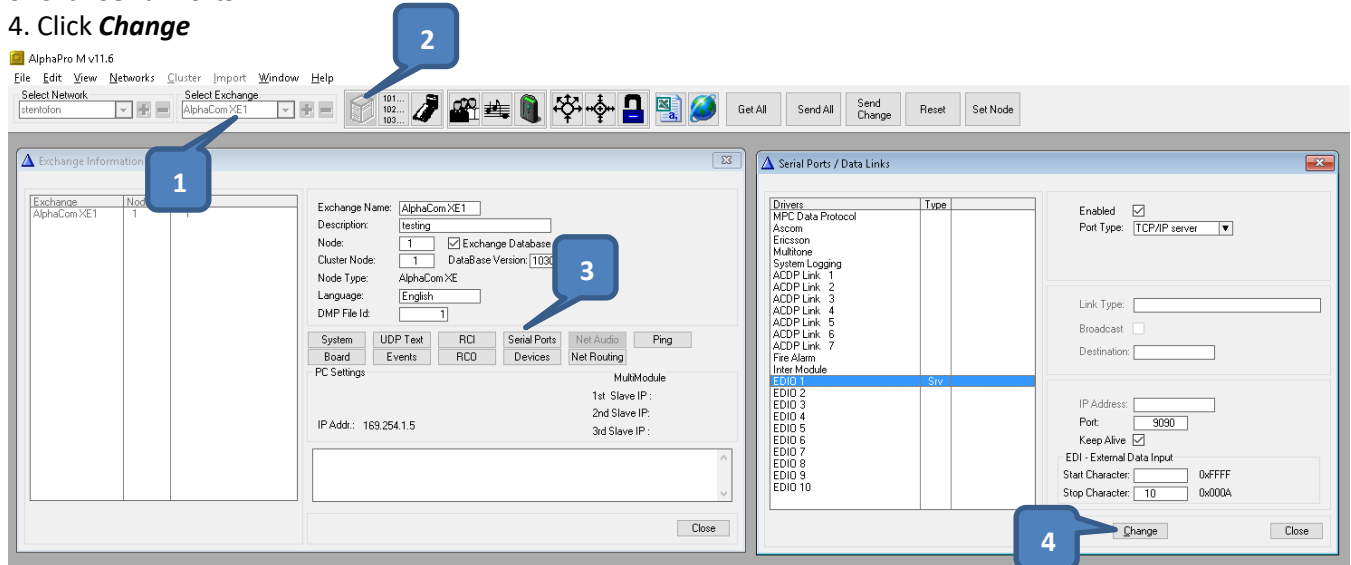 4. Click Change
2
AlphaPro M v11.6
File Edit View Networks Cluster Import Window Help
Select Network
stentofon
Select Exchange
AlphaCom XE1
101...
102...
103...
Get All
Send All
Send
Change
Reset
Set Node
Exchange Information
1
Exchange
AlphaCom XE1 1 1
Exchange Name: AlphaCom XE1
Description: testing
Node: 1 Exchange Database
Cluster Node: 1 DataBase Version: 1030
Node Type: AlphaCom XE
Language: English
DMP File Id: 1
3
System UDP Text RCI Serial Ports Net Audio Ping
Board Events RCO Devices Net Routing
PC Settings
MultiModule
1st Slave IP :
2nd Slave IP:
IP Addr.: 169.254.1.5
3rd Slave IP :
Close
Serial Ports / Data Links
Drivers Type
MPC Data Protocol
Ascom
Ericsson
Multitone
System Logging
ACDP Link 1
ACDP Link 2
ACDP Link 3
ACDP Link 4
ACDP Link 5
ACDP Link 6
ACDP Link 7
Fire Alarm
Inter Module
EDIO 1 Srv
EDIO 2
EDIO 3
EDIO 4
EDIO 5
EDIO 6
EDIO 7
EDIO 8
EDIO 9
EDIO 10
Enabled
Port Type: TCP/IP server
Link Type:
Broadcast
Destination:
IP Address:
Port: 9090
Keep Alive
EDI - External Data Input
Start Character: 0xFFFF
Stop Character: 10 0x000A
4
Change
Close